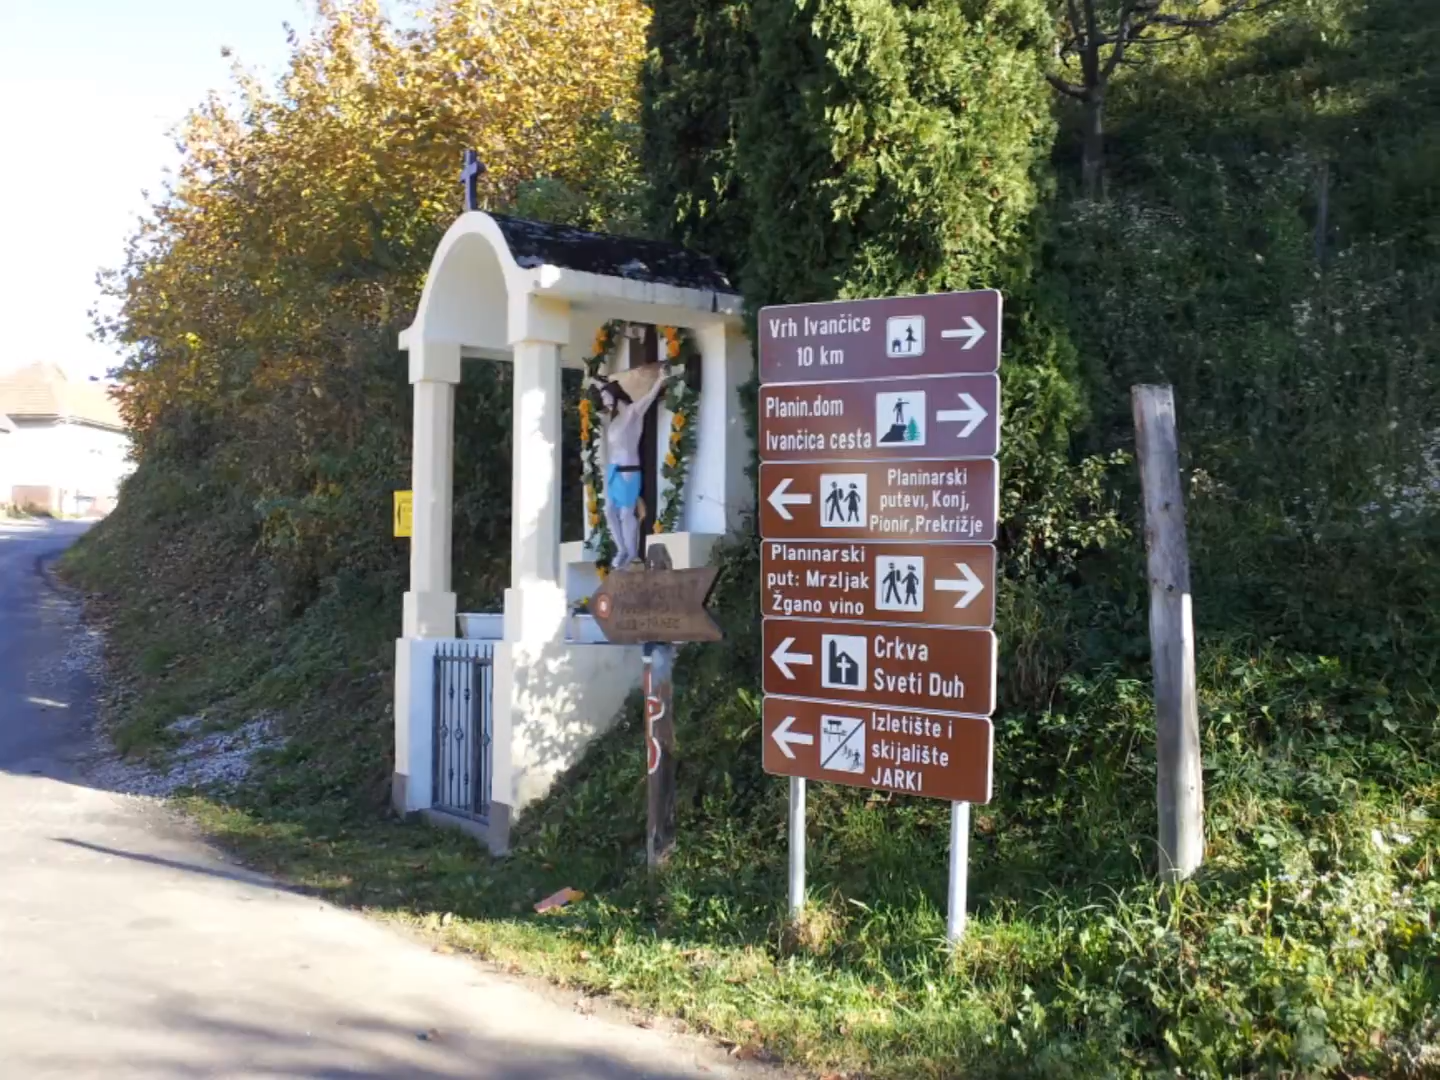 Vrh Ivančice
10 km
Planin.dom
Ivančica cesta
Planinarski
putevi, Konj,
Pionir, Prekrižje
Planinarski
put: Mrzljak
Žgano vino
Crkva
Sveti Duh
Izletište i
skijalište
JARKI